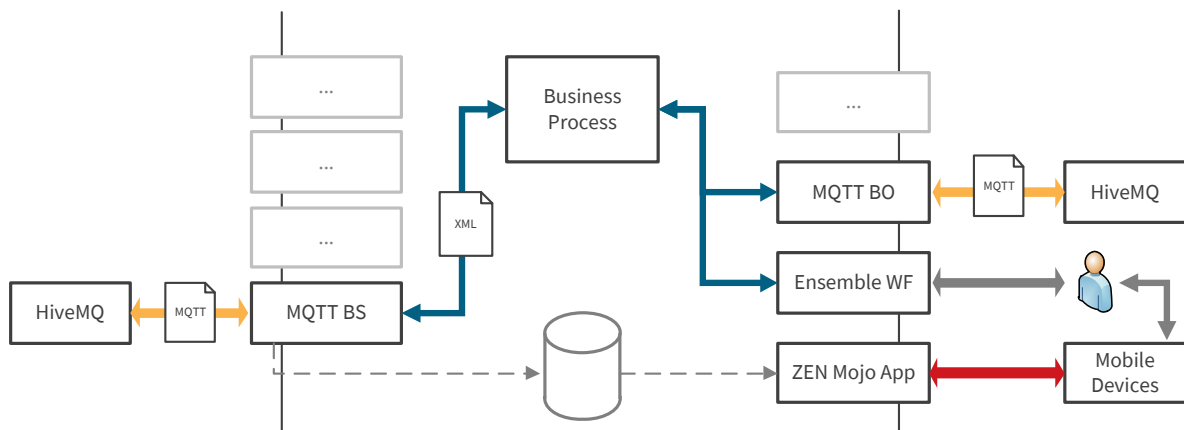 ...
...
...
HiveMQ
MQTT
MQTT BS
XML
Business
Process
...
MQTT BO
MQTT
HiveMQ
Ensemble WF
ZEN Mojo App
Mobile
Devices